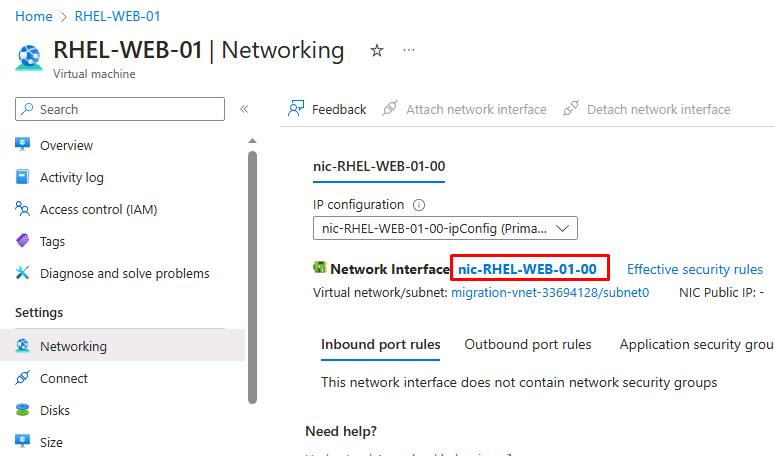 Home > RHEL-WEB-01
RHEL-WEB-01 | Networking
Virtual machine
Search
Overview
Activity log
Access control (IAM)
Tags
Diagnose and solve problems
Settings
Networking
Connect
Disks
Size
Feedback Attach network interface Detach network interface
nic-RHEL-WEB-01-00
IP configuration
nic-RHEL-WEB-01-00-ipConfig (Prima...
Network Interface nic-RHEL-WEB-01-00 Effective security rules
Virtual network/subnet: migration-vnet-33694128/subnet0 NIC Public IP: -
Inbound port rules Outbound port rules Application security grou
This network interface does not contain network security groups
Need help?